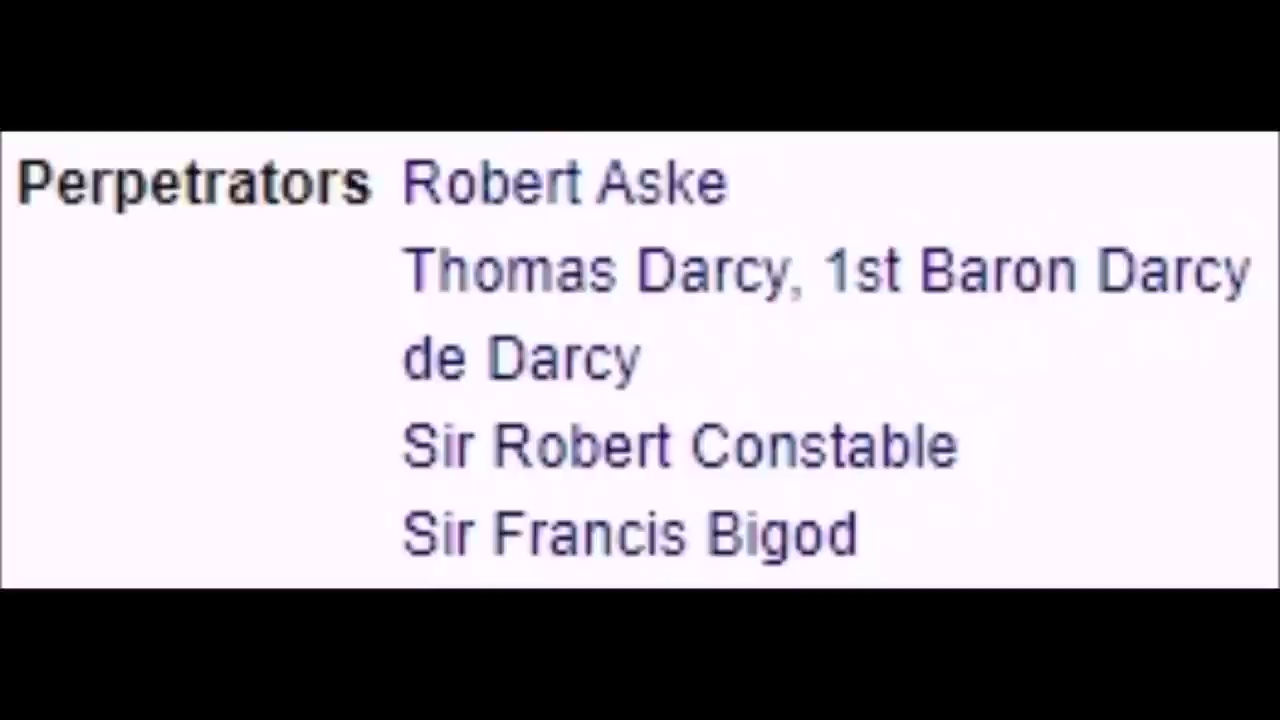 Perpetrators Robert Aske
Thomas Darcy, 1st Baron Darcy
de Darcy
Sir Robert Constable
Sir Francis Bigod